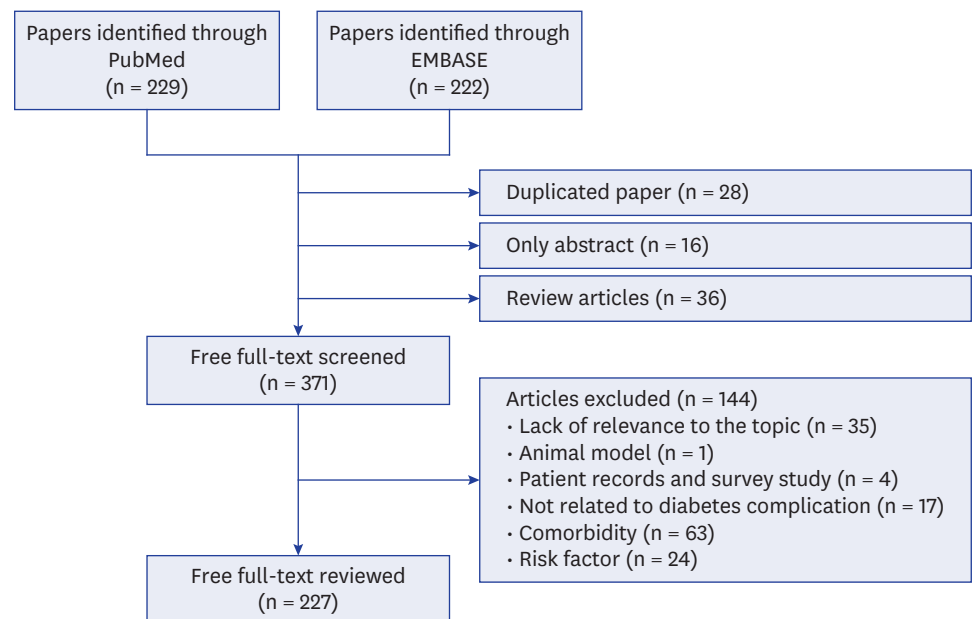 Papers identified through
PubMed
(n = 229)
Papers identified through
EMBASE
(n = 222)
Duplicated paper (n = 28)
Only abstract (n = 16)
Review articles (n = 36)
Free full-text screened
(n = 371)
Articles excluded (n = 144)
· Lack of relevance to the topic (n = 35)
· Animal model (n = 1)
· Patient records and survey study (n = 4)
· Not related to diabetes complication (n = 17)
· Comorbidity (n = 63)
· Risk factor (n = 24)
Free full-text reviewed
(n = 227)